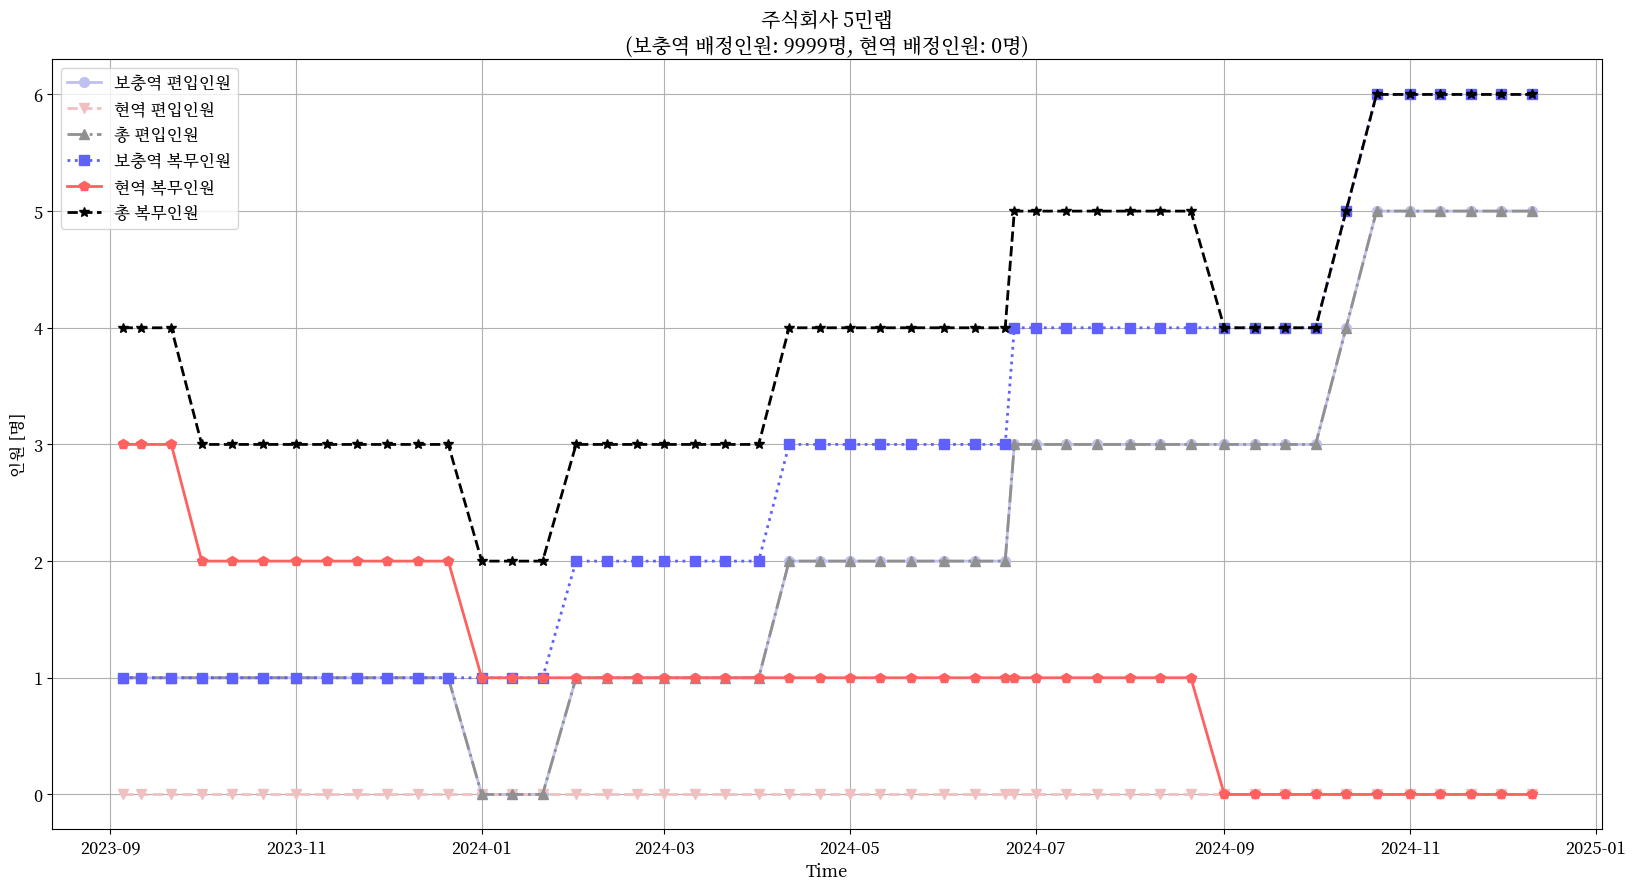 주식회사 5민랩
(보충역 배정인원: 9999명, 현역 배정인원: 0명)
보충역 편입인원
현역 편입인원
총 편입인원
보충역 복무인원
현역 복무인원
총 복무인원
인원 [명]
6
5
4
3
2
1
0
2023-09
2023-11
2024-01
2024-03
2024-05
2024-07
2024-09
2024-11
2025-01
Time